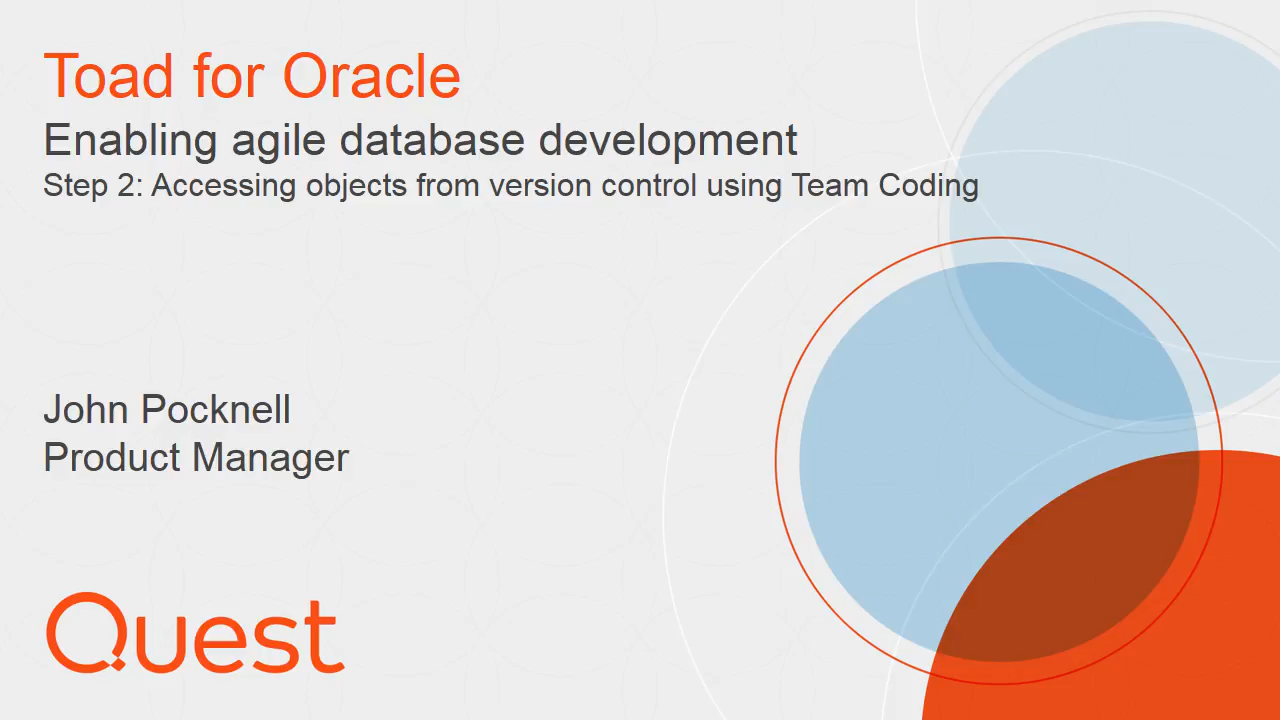 Toad for Oracle
Enabling agile database development
Step 2: Accessing objects from version control using Team Coding
John Pocknell
Product Manager
Quest